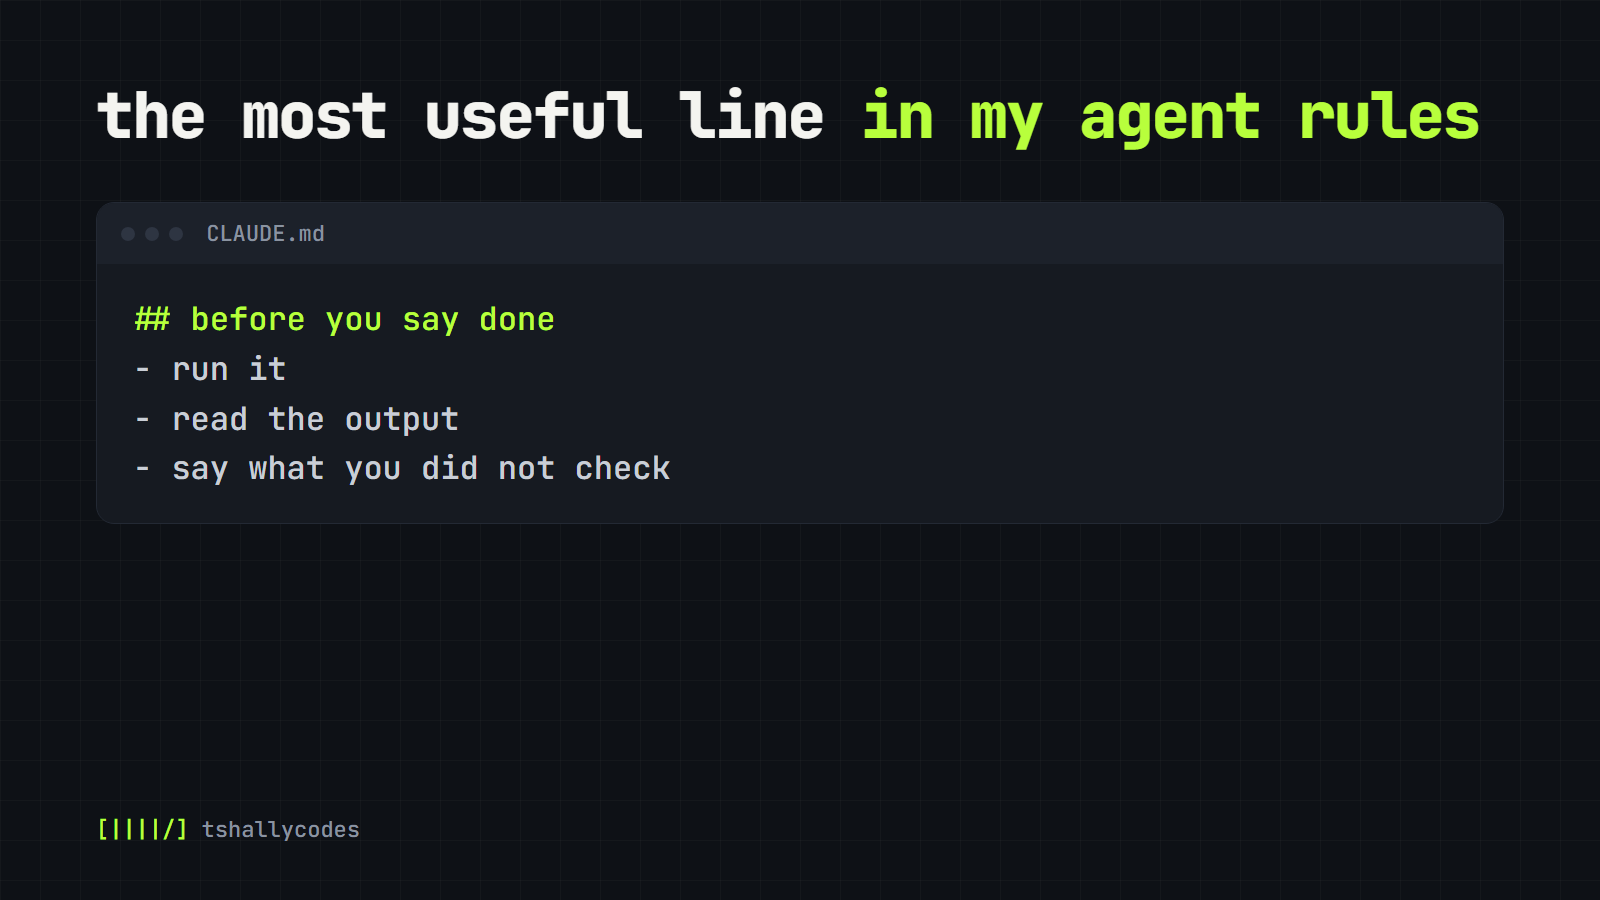 the most useful line in my agent rules
CLAUDE.md
## before you say done
- run it
- read the output
- say what you did not check
[||||/] tshallycodes